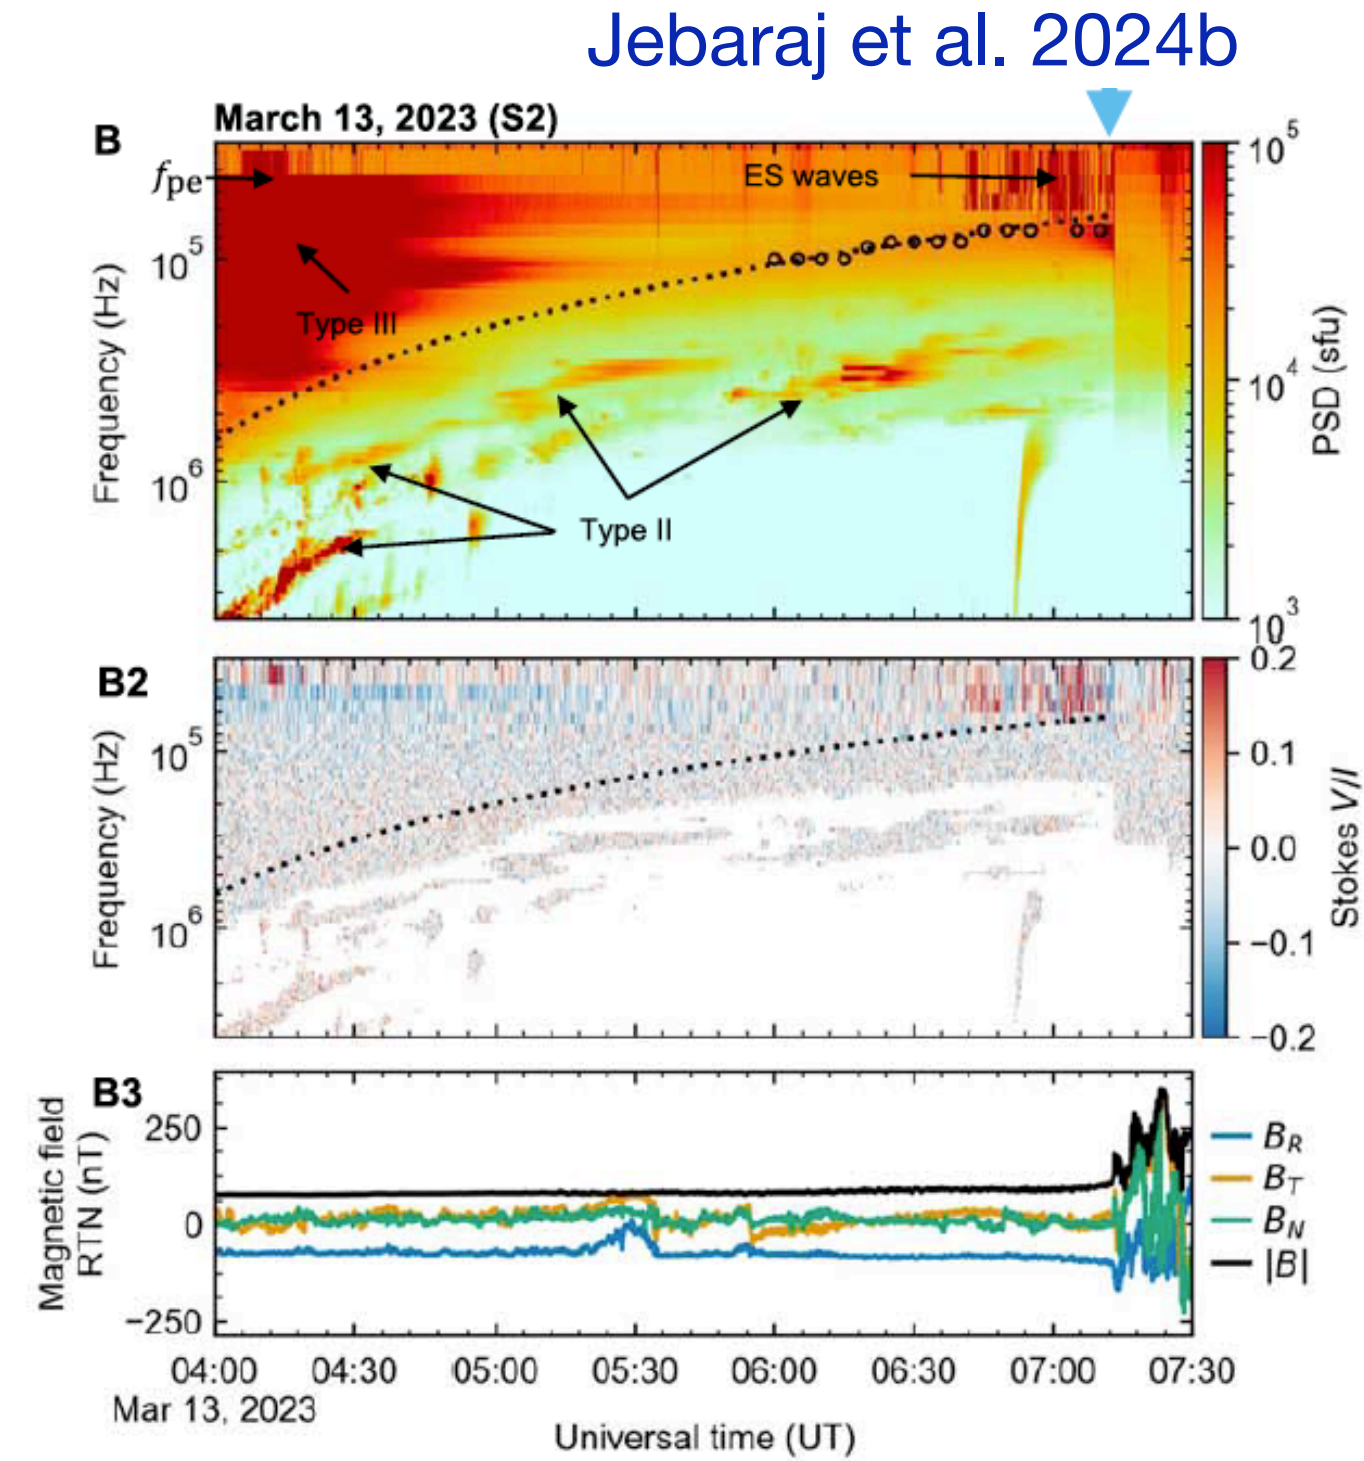 Jebaraj et al. 2024b
B
March 13, 2023 (S2)
fpe
ES waves
Type III
Type II
10^5
10^6
Frequency (Hz)
10^5
10^4
10^3
PSD (sfu)
B2
10^5
10^6
Frequency (Hz)
0.2
0.1
0.0
−0.1
−0.2
Stokes V/I
B3
250
0
−250
Magnetic field
RTN (nT)
B_R
B_T
B_N
|B|
04:00 04:30 05:00 05:30 06:00 06:30 07:00 07:30
Mar 13, 2023
Universal time (UT)